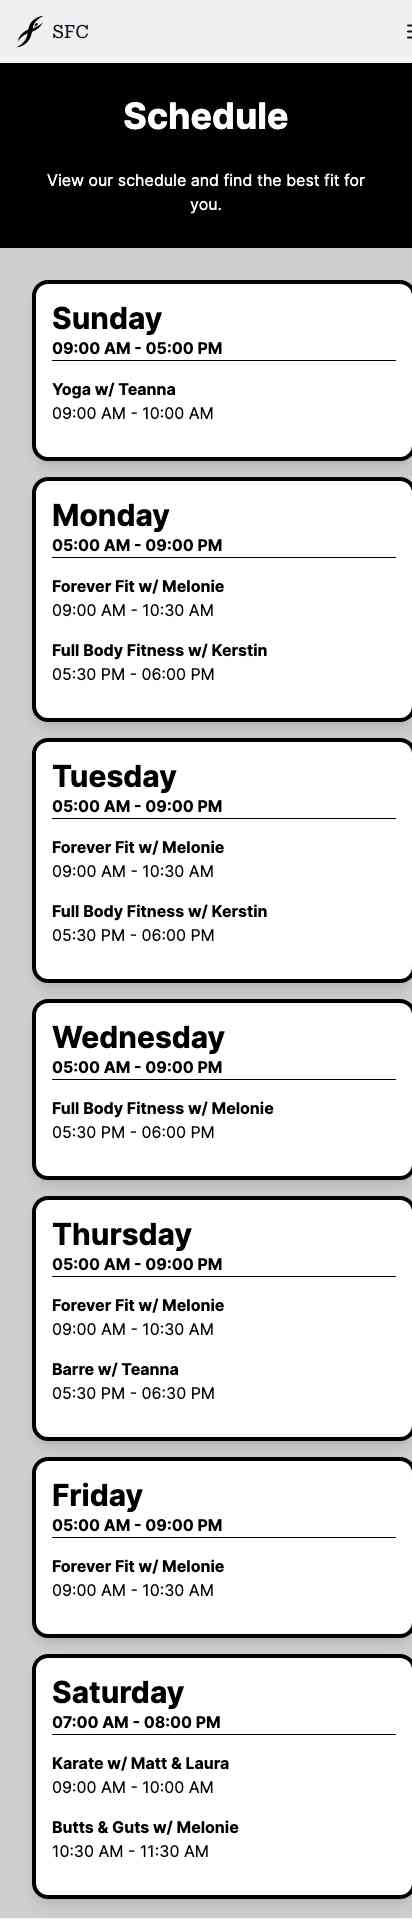 SFC
Schedule
View our schedule and find the best fit for
you.
Sunday
09:00 AM - 05:00 PM
Yoga w/ Teanna
09:00 AM - 10:00 AM
Monday
05:00 AM - 09:00 PM
Forever Fit w/ Melonie
09:00 AM - 10:30 AM
Full Body Fitness w/ Kerstin
05:30 PM - 06:00 PM
Tuesday
05:00 AM - 09:00 PM
Forever Fit w/ Melonie
09:00 AM - 10:30 AM
Full Body Fitness w/ Kerstin
05:30 PM - 06:00 PM
Wednesday
05:00 AM - 09:00 PM
Full Body Fitness w/ Melonie
05:30 PM - 06:00 PM
Thursday
05:00 AM - 09:00 PM
Forever Fit w/ Melonie
09:00 AM - 10:30 AM
Barre w/ Teanna
05:30 PM - 06:30 PM
Friday
05:00 AM - 09:00 PM
Forever Fit w/ Melonie
09:00 AM - 10:30 AM
Saturday
07:00 AM - 08:00 PM
Karate w/ Matt & Laura
09:00 AM - 10:00 AM
Butts & Guts w/ Melonie
10:30 AM - 11:30 AM